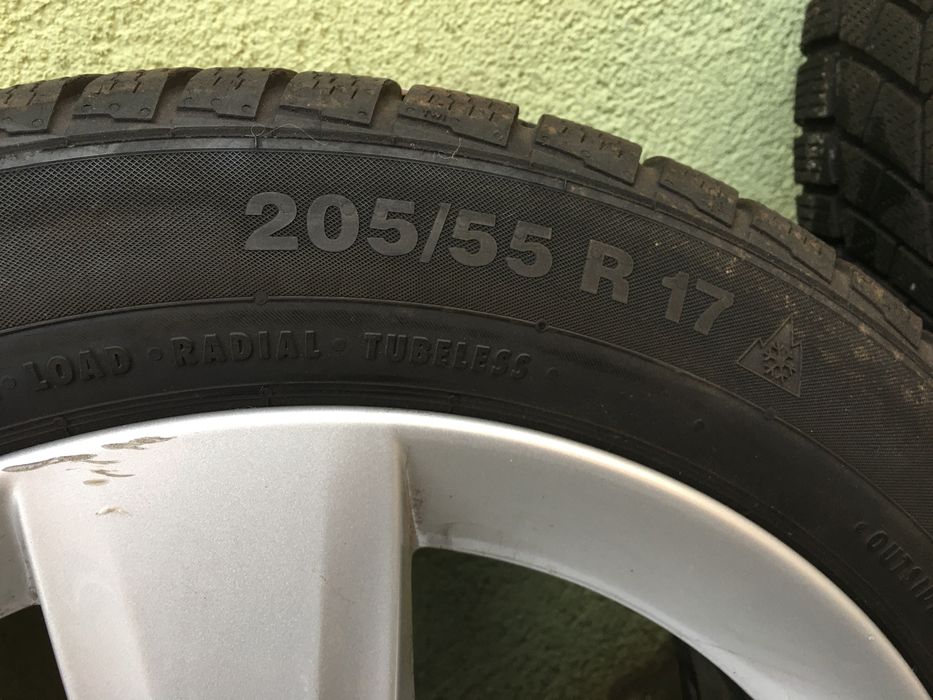 205/55 R 17
LOAD · RADIAL · TUBELESS ·